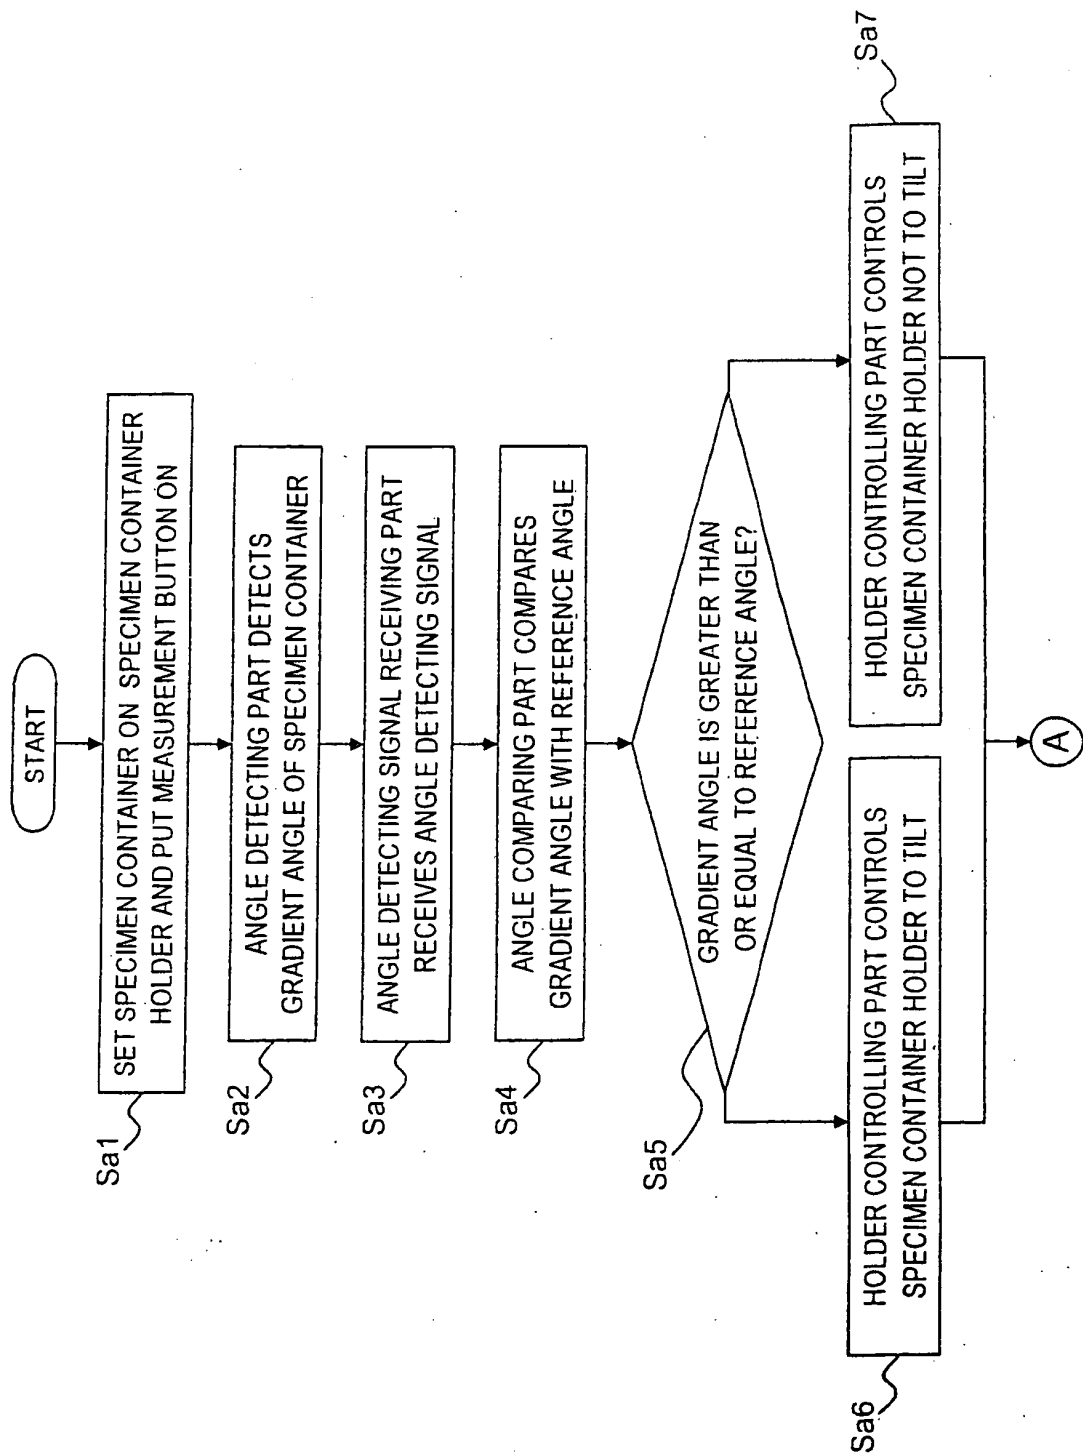 START
Sa1
SET SPECIMEN CONTAINER ON SPECIMEN CONTAINER
HOLDER AND PUT MEASUREMENT BUTTON ON
Sa2
ANGLE DETECTING PART DETECTS
GRADIENT ANGLE OF SPECIMEN CONTAINER
Sa3
ANGLE DETECTING SIGNAL RECEIVING PART
RECEIVES ANGLE DETECTING SIGNAL
Sa4
ANGLE COMPARING PART COMPARES
GRADIENT ANGLE WITH REFERENCE ANGLE
Sa5
GRADIENT ANGLE IS GREATER THAN
OR EQUAL TO REFERENCE ANGLE?
Sa6
HOLDER CONTROLLING PART CONTROLS
SPECIMEN CONTAINER HOLDER TO TILT
Sa7
HOLDER CONTROLLING PART CONTROLS
SPECIMEN CONTAINER HOLDER NOT TO TILT
A